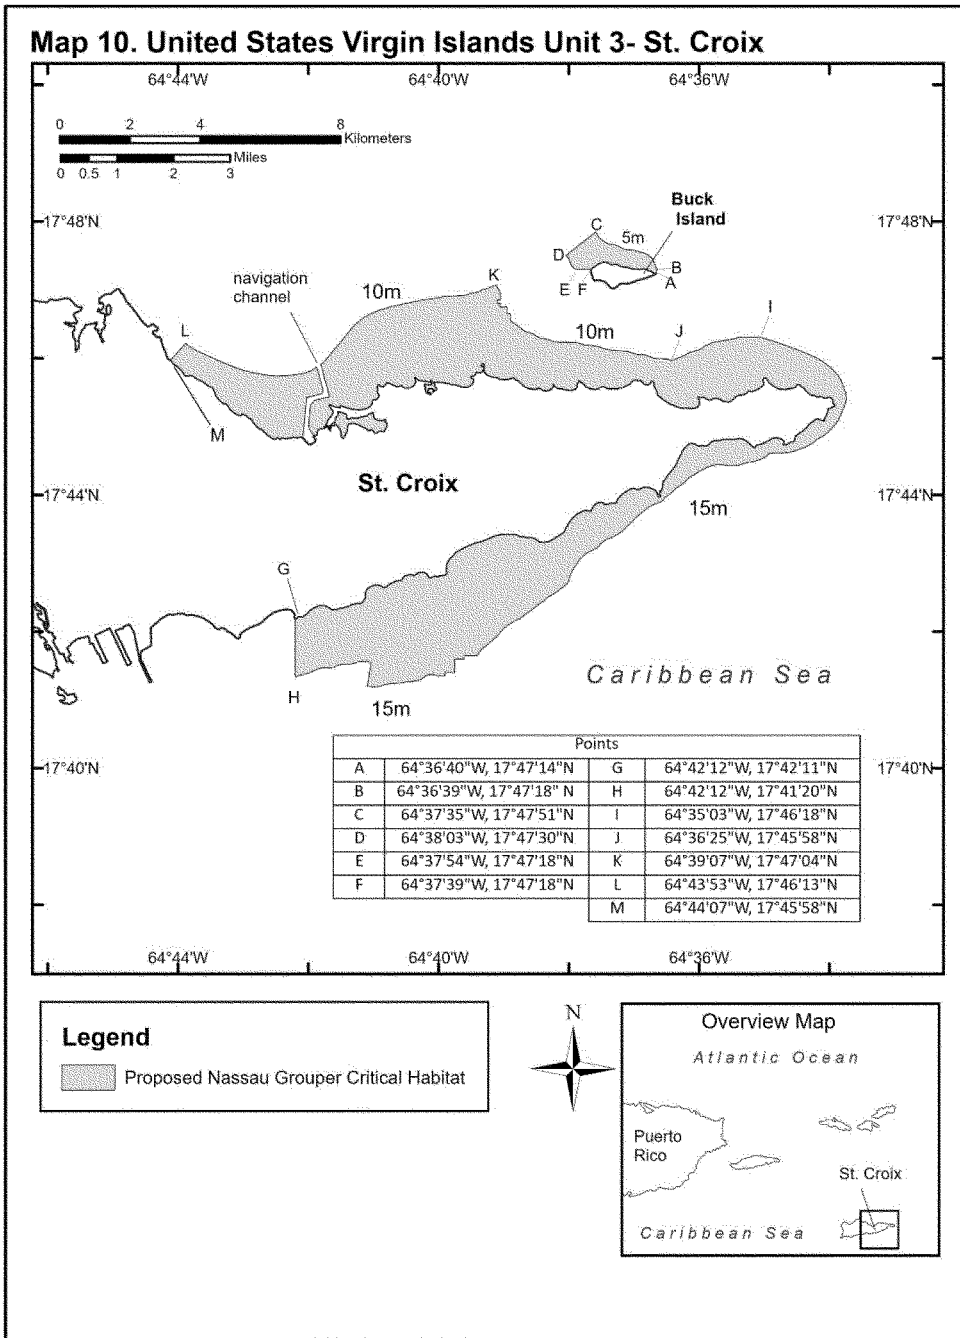 Map 10. United States Virgin Islands Unit 3- St. Croix
64°44'W 64°40'W 64°36'W
0 2 4 8
Kilometers
Miles
0 0.5 1 2 3
17°48'N 17°48'N
Buck
Island
C
5m
D
B
E F A
navigation
channel
K
10m
I
10m
J
L
M
St. Croix
17°44'N 17°44'N
15m
G
Caribbean Sea
H
15m
17°40'N 17°40'N
Points
A 64°36'40"W, 17°47'14"N G 64°42'12"W, 17°42'11"N
B 64°36'39"W, 17°47'18" N H 64°42'12"W, 17°41'20"N
C 64°37'35"W, 17°47'51"N I 64°35'03"W, 17°46'18"N
D 64°38'03"W, 17°47'30"N J 64°36'25"W, 17°45'58"N
E 64°37'54"W, 17°47'18"N K 64°39'07"W, 17°47'04"N
F 64°37'39"W, 17°47'18"N L 64°43'53"W, 17°46'13"N
M 64°44'07"W, 17°45'58"N
64°44'W 64°40'W 64°36'W
Legend
Proposed Nassau Grouper Critical Habitat
N
Overview Map
Atlantic Ocean
Puerto
Rico
St. Croix
Caribbean Sea